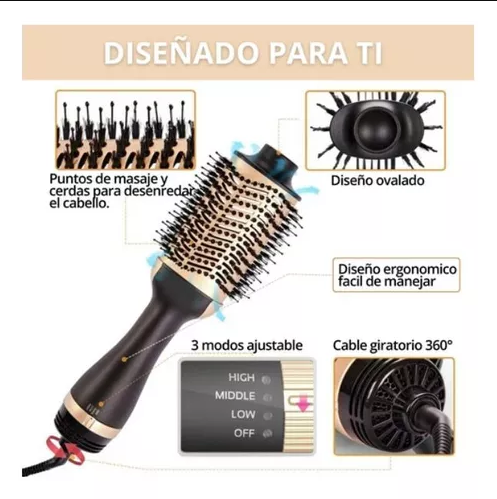 DISEÑADO PARA TI
Puntos de masaje y
cerdas para desenredar
el cabello.
Diseño ovalado
Diseño ergonomico
facil de manejar
3 modos ajustable
HIGH
MIDDLE
LOW
OFF
Cable giratorio 360°